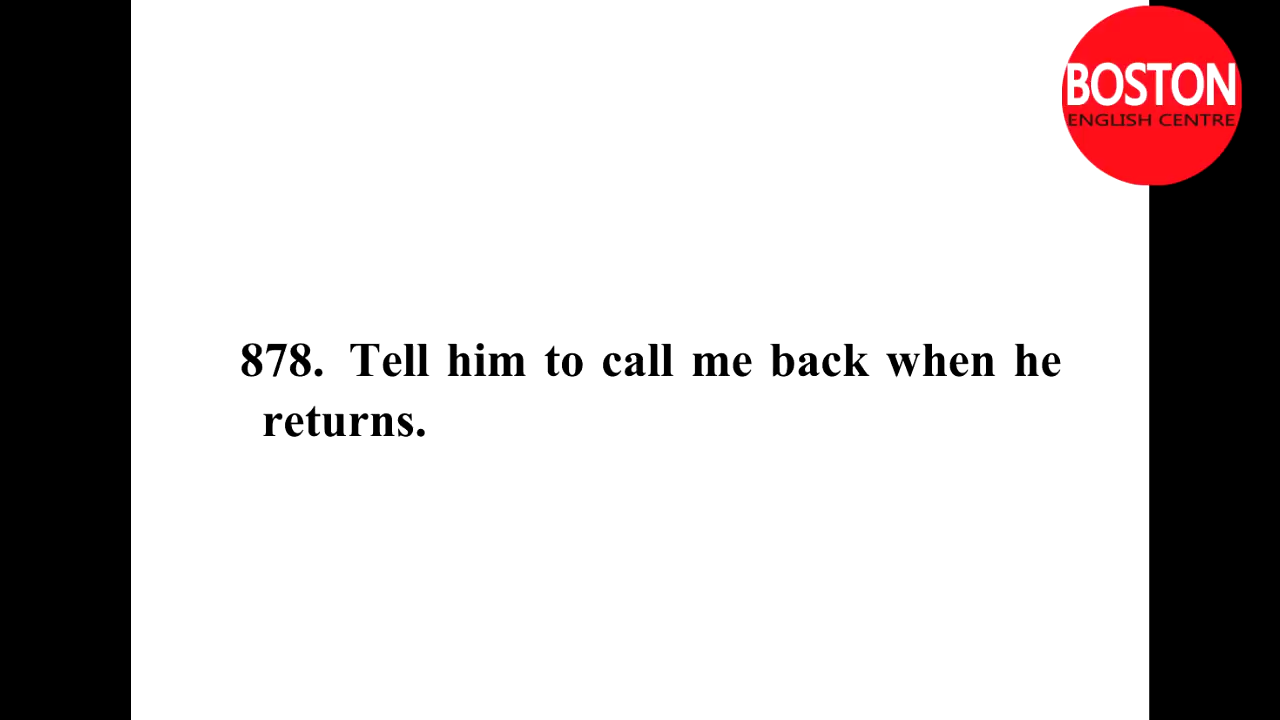 BOSTON
ENGLISH CENTRE
878. Tell him to call me back when he
returns.